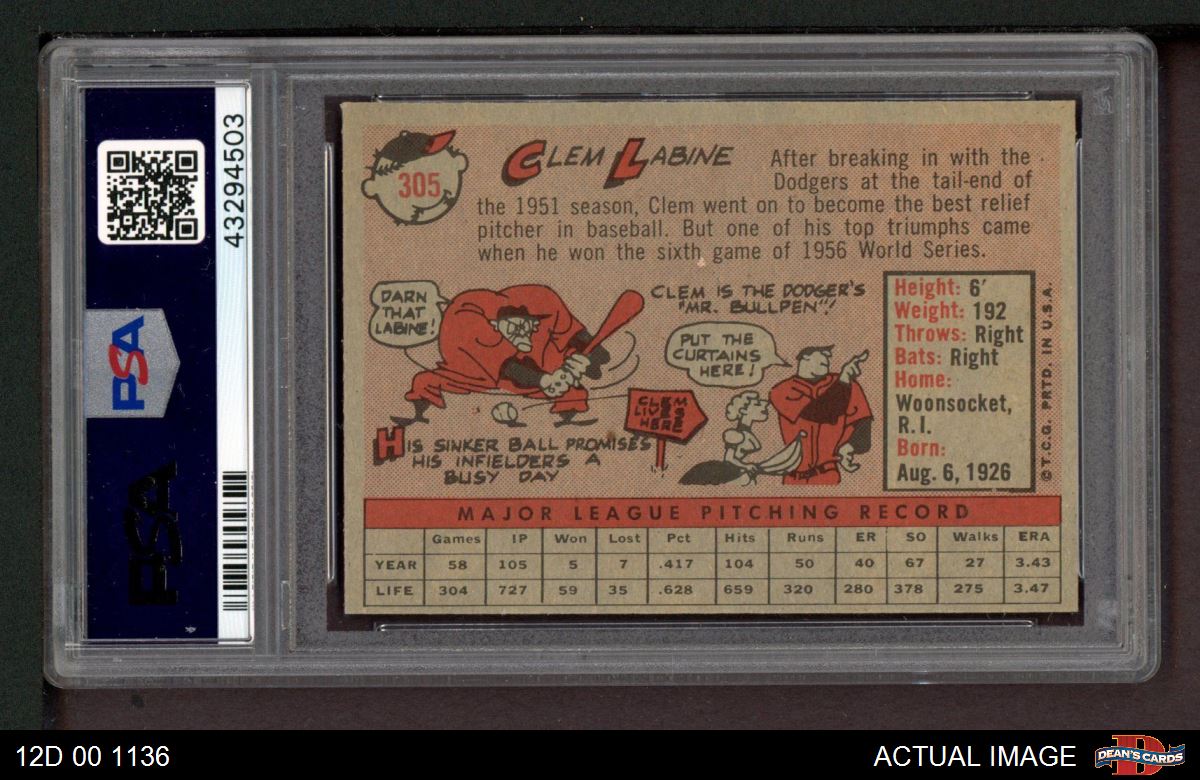 43294503
PSA
PSA
305
CLEM LABINE
After breaking in with the
Dodgers at the tail-end of
the 1951 season, Clem went on to become the best relief
pitcher in baseball. But one of his top triumphs came
when he won the sixth game of 1956 World Series.
DARN
THAT
LABINE!
CLEM IS THE DODGER'S
"MR. BULLPEN"!
PUT THE
CURTAINS
HERE!
CLEM
LIVES
HERE
HIS SINKER BALL PROMISES
HIS INFIELDERS A
BUSY DAY
Height: 6'
Weight: 192
Throws: Right
Bats: Right
Home:
Woonsocket,
R.I.
Born:
Aug. 6, 1926
©T.C.G. PRTD. IN U.S.A.
MAJOR LEAGUE PITCHING RECORD
Games IP Won Lost Pct Hits Runs ER SO Walks ERA
YEAR 58 105 5 7 .417 104 50 40 67 27 3.43
LIFE 304 727 59 35 .628 659 320 280 378 275 3.47
12D 00 1136
ACTUAL IMAGE
D
DEAN'S CARDS